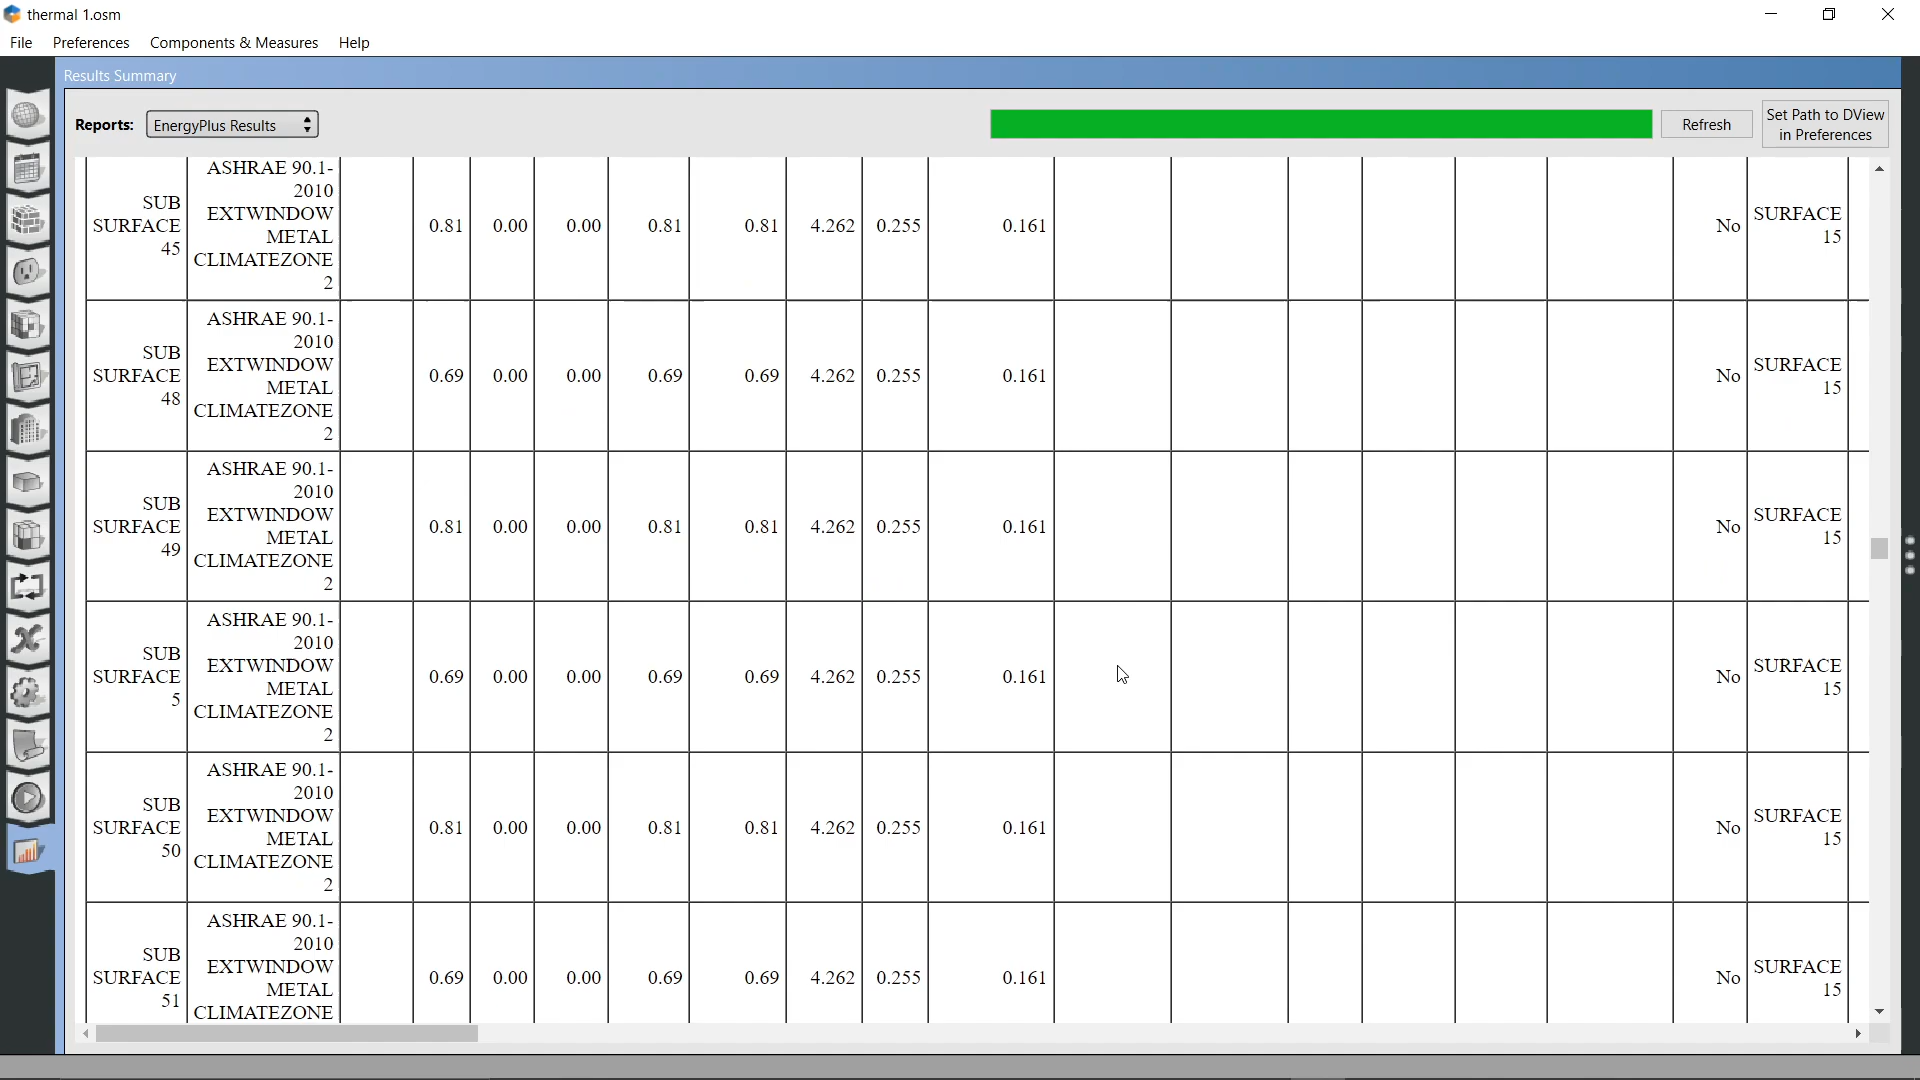 thermal 1.osm
File Preferences Components & Measures Help
Results Summary
Reports: EnergyPlus Results Refresh Set Path to DView
in Preferences
SUB
SURFACE
45
ASHRAE 90.1-
2010
EXTWINDOW
METAL
CLIMATEZONE
2
0.81 0.00 0.00 0.81 0.81 4.262 0.255 0.161 No
SURFACE
15
SUB
SURFACE
48
ASHRAE 90.1-
2010
EXTWINDOW
METAL
CLIMATEZONE
2
0.69 0.00 0.00 0.69 0.69 4.262 0.255 0.161 No
SURFACE
15
SUB
SURFACE
49
ASHRAE 90.1-
2010
EXTWINDOW
METAL
CLIMATEZONE
2
0.81 0.00 0.00 0.81 0.81 4.262 0.255 0.161 No
SURFACE
15
SUB
SURFACE
5
ASHRAE 90.1-
2010
EXTWINDOW
METAL
CLIMATEZONE
2
0.69 0.00 0.00 0.69 0.69 4.262 0.255 0.161 No
SURFACE
15
SUB
SURFACE
50
ASHRAE 90.1-
2010
EXTWINDOW
METAL
CLIMATEZONE
2
0.81 0.00 0.00 0.81 0.81 4.262 0.255 0.161 No
SURFACE
15
SUB
SURFACE
51
ASHRAE 90.1-
2010
EXTWINDOW
METAL
CLIMATEZONE
0.69 0.00 0.00 0.69 0.69 4.262 0.255 0.161 No
SURFACE
15